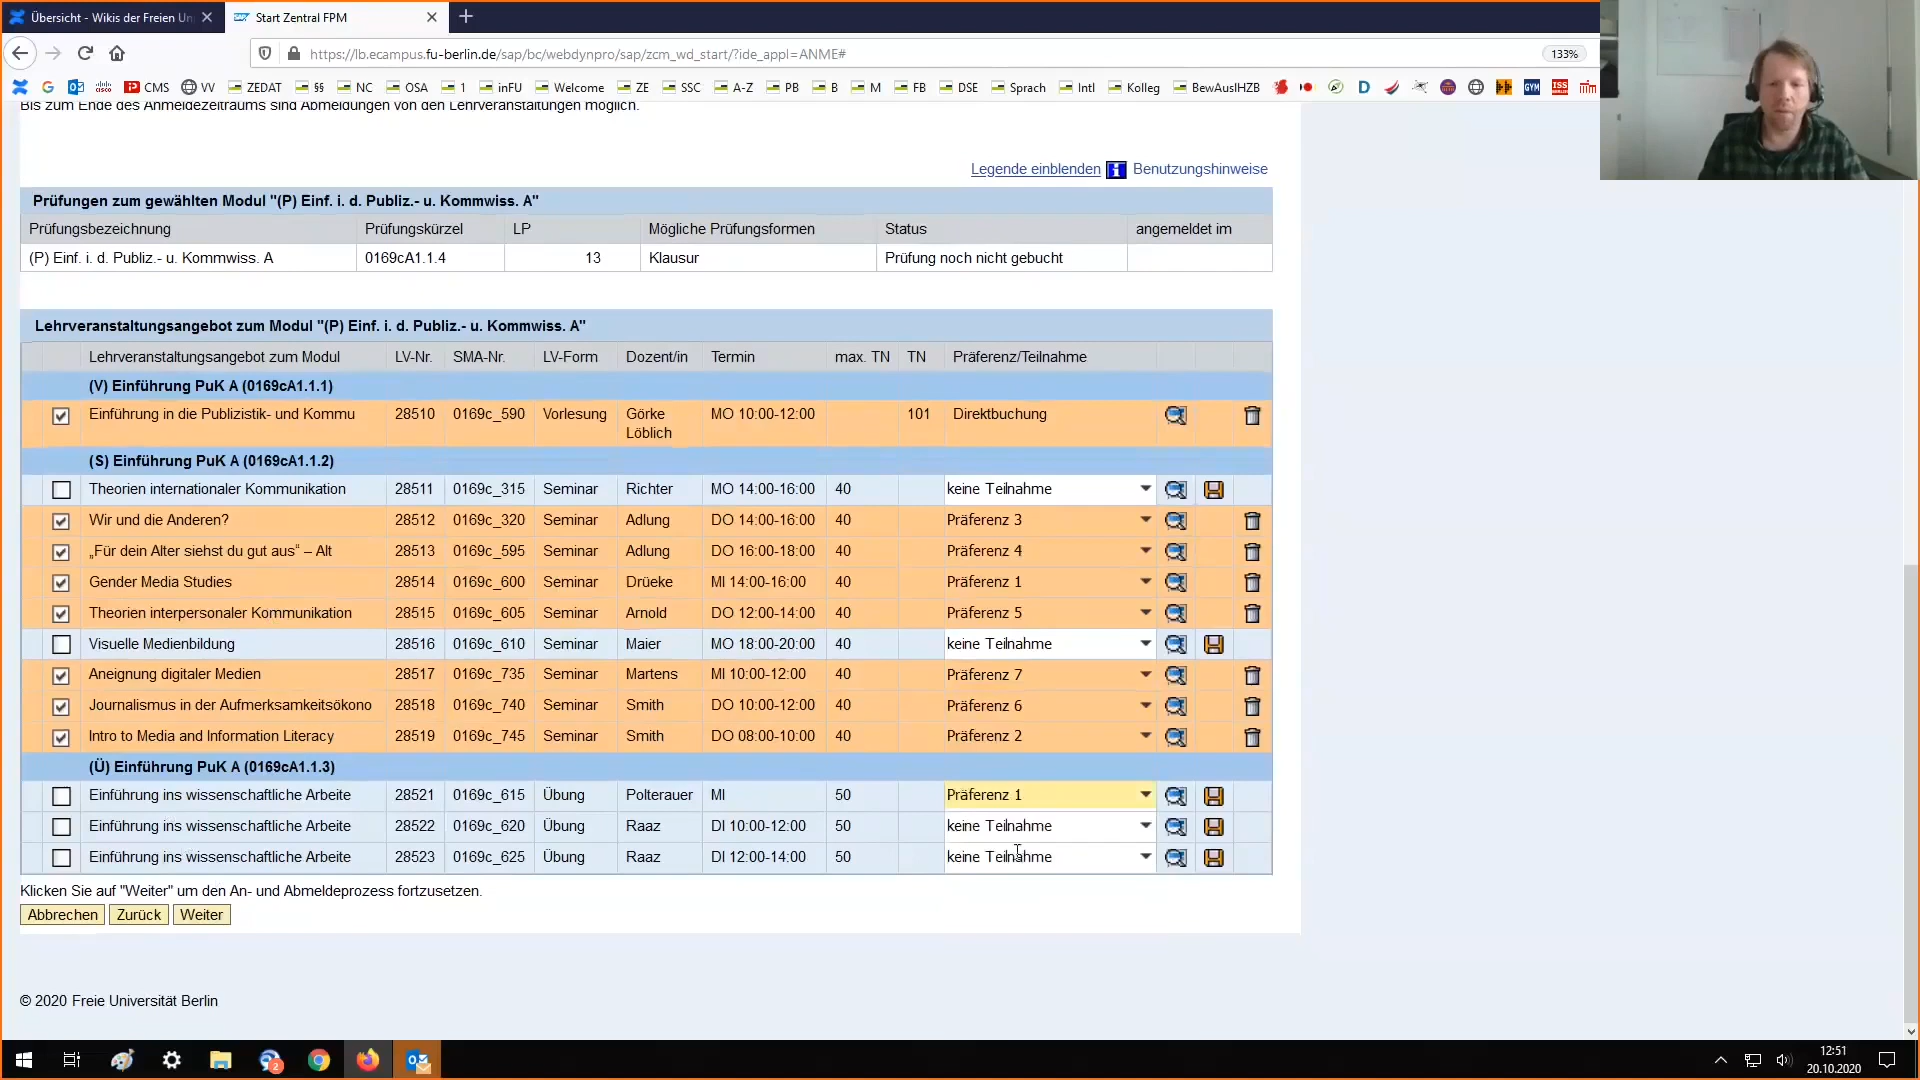 Übersicht - Wikis der Freien Un
Start Zentral FPM
https://lb.ecampus.fu-berlin.de/sap/bc/webdynpro/sap/zcm_wd_start/?ide_appl=ANME#
133%
CMS VV ZEDAT §§ NC OSA 1 inFU Welcome ZE SSC A-Z PB B M FB DSE Sprach Intl Kolleg BewAuslHZB
Bis zum Ende des Anmeldezeitraums sind Abmeldungen von den Lehrveranstaltungen möglich.
Legende einblenden Benutzungshinweise
Prüfungen zum gewählten Modul "(P) Einf. i. d. Publiz.- u. Kommwiss. A"
Prüfungsbezeichnung Prüfungskürzel LP Mögliche Prüfungsformen Status angemeldet im
(P) Einf. i. d. Publiz.- u. Kommwiss. A 0169cA1.1.4 13 Klausur Prüfung noch nicht gebucht
Lehrveranstaltungsangebot zum Modul "(P) Einf. i. d. Publiz.- u. Kommwiss. A"
Lehrveranstaltungsangebot zum Modul LV-Nr. SMA-Nr. LV-Form Dozent/in Termin max. TN TN Präferenz/Teilnahme
(V) Einführung PuK A (0169cA1.1.1)
Einführung in die Publizistik- und Kommu 28510 0169c_590 Vorlesung Görke MO 10:00-12:00 101 Direktbuchung
Löblich
(S) Einführung PuK A (0169cA1.1.2)
Theorien internationaler Kommunikation 28511 0169c_315 Seminar Richter MO 14:00-16:00 40 keine Teilnahme
Wir und die Anderen? 28512 0169c_320 Seminar Adlung DO 14:00-16:00 40 Präferenz 3
„Für dein Alter siehst du gut aus“ – Alt 28513 0169c_595 Seminar Adlung DO 16:00-18:00 40 Präferenz 4
Gender Media Studies 28514 0169c_600 Seminar Drüeke MI 14:00-16:00 40 Präferenz 1
Theorien interpersonaler Kommunikation 28515 0169c_605 Seminar Arnold DO 12:00-14:00 40 Präferenz 5
Visuelle Medienbildung 28516 0169c_610 Seminar Maier MO 18:00-20:00 40 keine Teilnahme
Aneignung digitaler Medien 28517 0169c_735 Seminar Martens MI 10:00-12:00 40 Präferenz 7
Journalismus in der Aufmerksamkeitsökono 28518 0169c_740 Seminar Smith DO 10:00-12:00 40 Präferenz 6
Intro to Media and Information Literacy 28519 0169c_745 Seminar Smith DO 08:00-10:00 40 Präferenz 2
(Ü) Einführung PuK A (0169cA1.1.3)
Einführung ins wissenschaftliche Arbeite 28521 0169c_615 Übung Polterauer MI 50 Präferenz 1
Einführung ins wissenschaftliche Arbeite 28522 0169c_620 Übung Raaz DI 10:00-12:00 50 keine Teilnahme
Einführung ins wissenschaftliche Arbeite 28523 0169c_625 Übung Raaz DI 12:00-14:00 50 keine Teilnahme
Klicken Sie auf "Weiter" um den An- und Abmeldeprozess fortzusetzen.
Abbrechen Zurück Weiter
© 2020 Freie Universität Berlin
12:51
20.10.2020